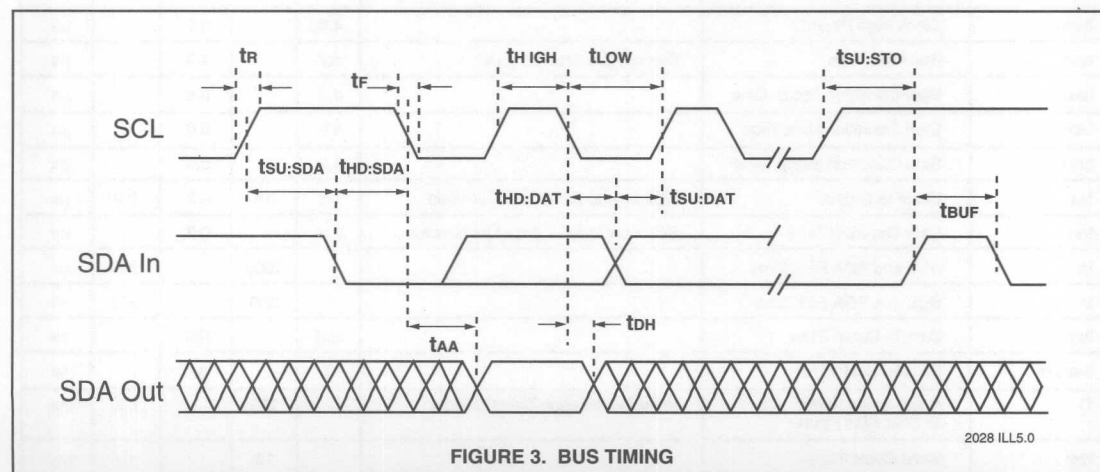 tR
tF
tHIGH
tLOW
tSU:STO
SCL
tSU:SDA
tHD:SDA
tHD:DAT
tSU:DAT
tBUF
SDA In
tAA
tDH
SDA Out
2028 ILL5.0
FIGURE 3. BUS TIMING